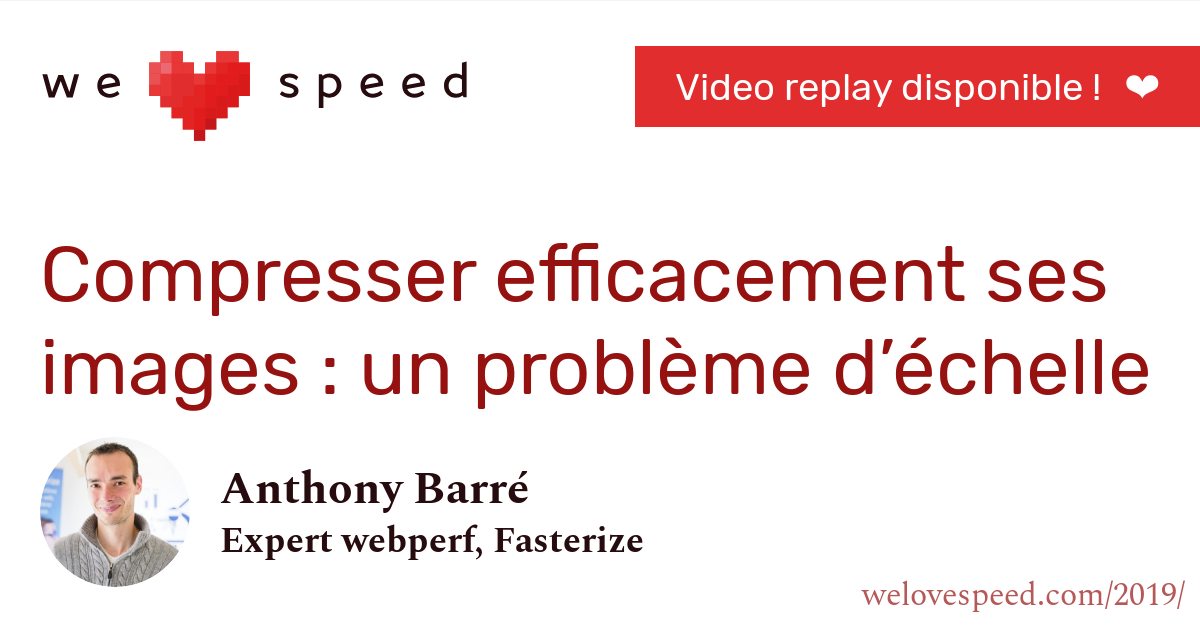 we speed
Video replay disponible ! ❤
Compresser efficacement ses
images : un problème d’échelle
Anthony Barré
Expert webperf, Fasterize
welovespeed.com/2019/